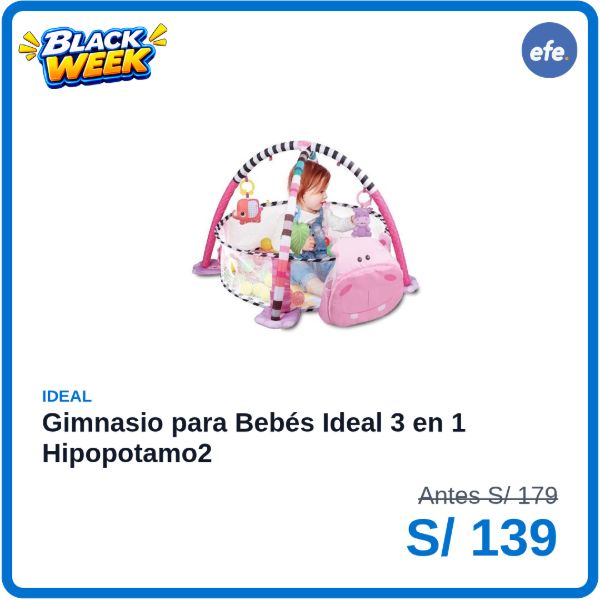 BLACK
WEEK
efe.
IDEAL
Gimnasio para Bebés Ideal 3 en 1
Hipopotamo2
Antes S/ 179
S/ 139